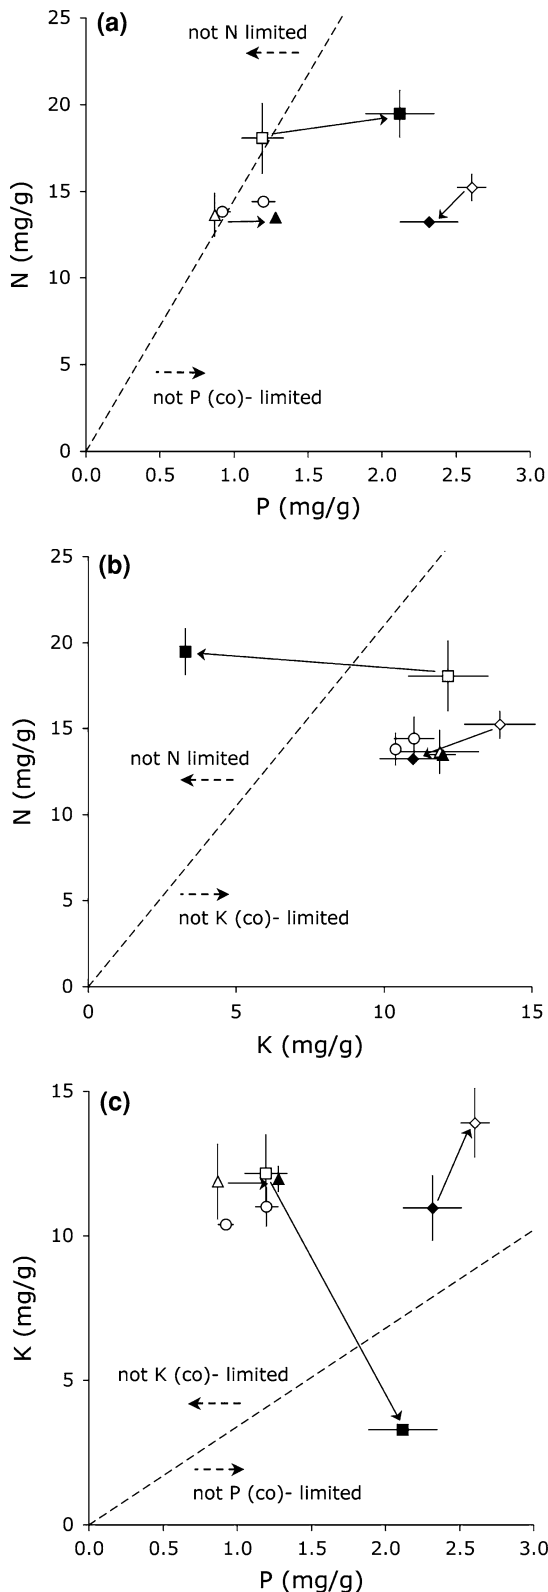 (a)
25
20
15
10
5
0
not N limited
not P (co)- limited
N (mg/g)
0.0 0.5 1.0 1.5 2.0 2.5 3.0
P (mg/g)
(b)
25
20
15
10
5
0
not N limited
not K (co)- limited
N (mg/g)
0 5 10 15
K (mg/g)
(c)
15
10
5
0
not K (co)- limited
not P (co)- limited
K (mg/g)
0.0 0.5 1.0 1.5 2.0 2.5 3.0
P (mg/g)